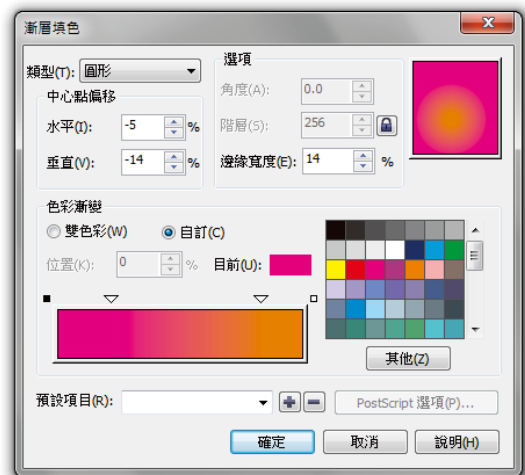 漸層填色
類型(T): 圓形
中心點偏移
水平(I): -5 %
垂直(V): -14 %
選項
角度(A): 0.0
階層(S): 256
邊緣寬度(E): 14 %
色彩漸變
雙色彩(W) 自訂(C)
位置(K): 0 % 目前(U):
其他(Z)
預設項目(R): PostScript 選項(P)...
確定 取消 說明(H)